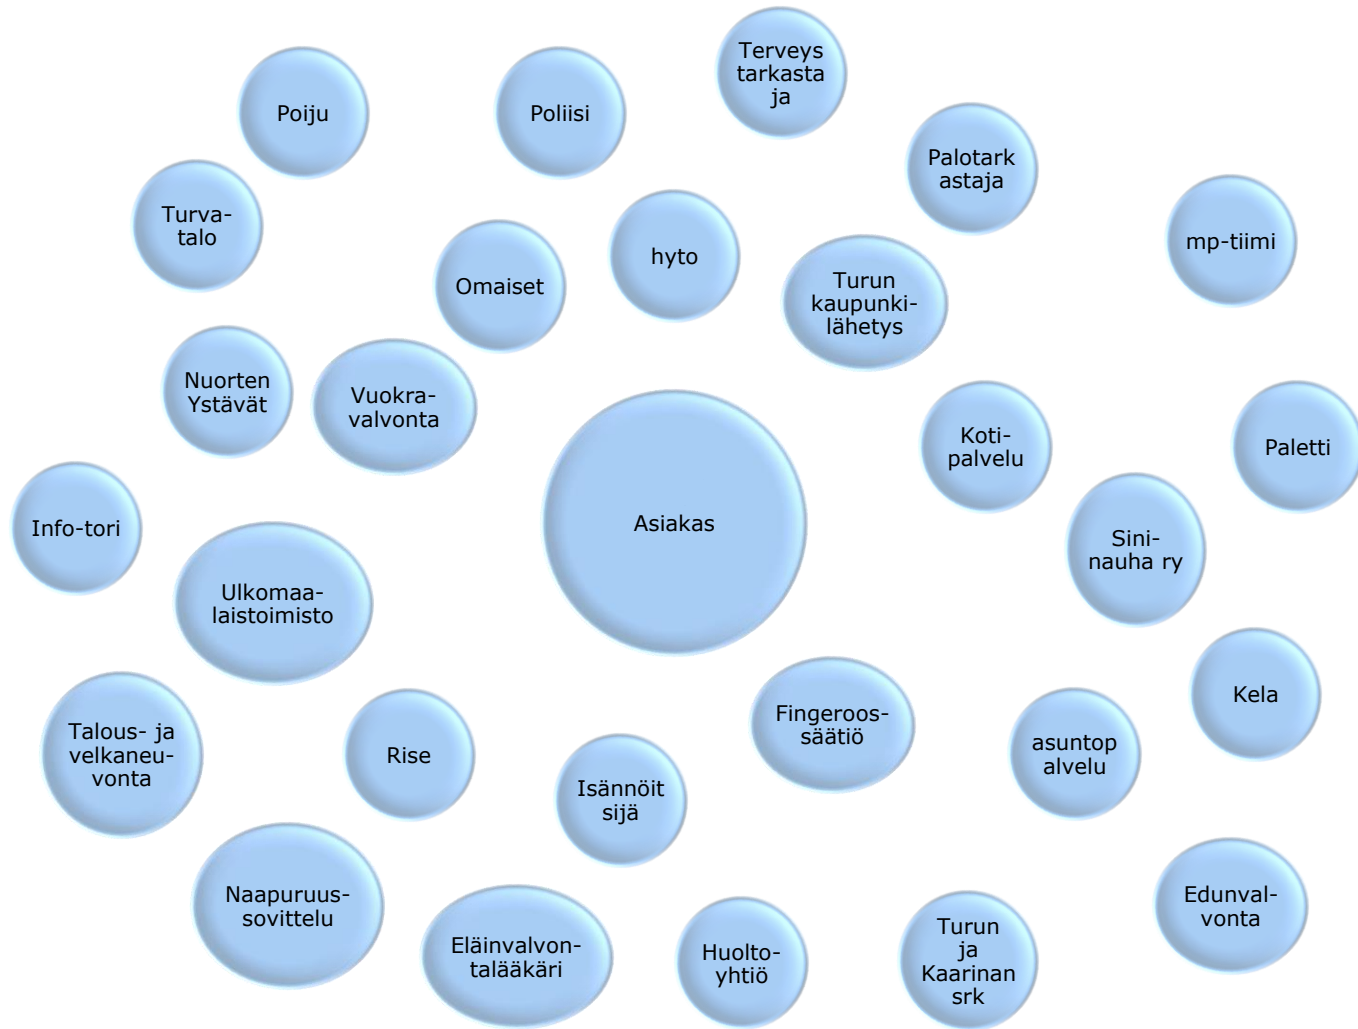 Terveys
tarkasta
ja
Poiju
Poliisi
Palotark
astaja
Turva-
talo
mp-tiimi
hyto
Omaiset
Turun
kaupunki-
lähetys
Nuorten
Ystävät
Vuokra-
valvonta
Koti-
palvelu
Paletti
Info-tori
Asiakas
Sini-
nauha ry
Ulkomaa-
laistoimisto
Kela
Fingeroos-
säätiö
Talous- ja
velkaneu-
vonta
Rise
asuntop
alvelu
Isännöit
sijä
Naapuruus-
sovittelu
Edunval-
vonta
Eläinvalvon-
talääkäri
Huolto-
yhtiö
Turun
ja
Kaarinan
srk